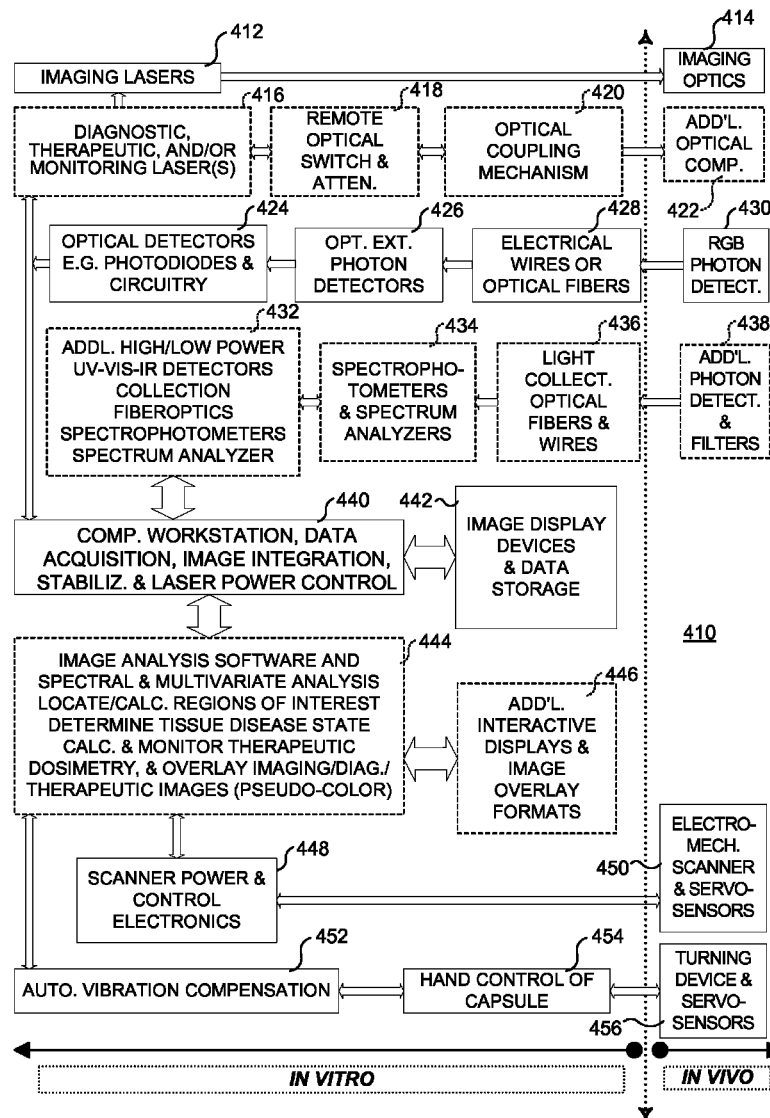 412
414
IMAGING LASERS
IMAGING
OPTICS
416
418
420
DIAGNOSTIC,
THERAPEUTIC, AND/OR
MONITORING LASER(S)
REMOTE
OPTICAL
SWITCH &
ATTEN.
OPTICAL
COUPLING
MECHANISM
ADD'L.
OPTICAL
COMP.
422
424
426
428
430
OPTICAL DETECTORS
E.G. PHOTODIODES &
CIRCUITRY
OPT. EXT.
PHOTON
DETECTORS
ELECTRICAL
WIRES OR
OPTICAL FIBERS
RGB
PHOTON
DETECT.
432
434
436
438
ADDL. HIGH/LOW POWER
UV-VIS-IR DETECTORS
COLLECTION
FIBEROPTICS
SPECTROPHOTOMETERS
SPECTRUM ANALYZER
SPECTROPHO-
TOMETERS
& SPECTRUM
ANALYZERS
LIGHT
COLLECT.
OPTICAL
FIBERS &
WIRES
ADD'L.
PHOTON
DETECT.
&
FILTERS
440
442
COMP. WORKSTATION, DATA
ACQUISITION, IMAGE INTEGRATION,
STABILIZ. & LASER POWER CONTROL
IMAGE DISPLAY
DEVICES
& DATA
STORAGE
410
444
446
IMAGE ANALYSIS SOFTWARE AND
SPECTRAL & MULTIVARIATE ANALYSIS
LOCATE/CALC. REGIONS OF INTEREST
DETERMINE TISSUE DISEASE STATE
CALC. & MONITOR THERAPEUTIC
DOSIMETRY, & OVERLAY IMAGING/DIAG./
THERAPEUTIC IMAGES (PSEUDO-COLOR)
ADD'L.
INTERACTIVE
DISPLAYS &
IMAGE
OVERLAY
FORMATS
448
450
SCANNER POWER &
CONTROL
ELECTRONICS
ELECTRO-
MECH.
SCANNER
& SERVO-
SENSORS
452
454
AUTO. VIBRATION COMPENSATION
HAND CONTROL OF
CAPSULE
TURNING
DEVICE &
SERVO-
SENSORS
456
IN VITRO
IN VIVO